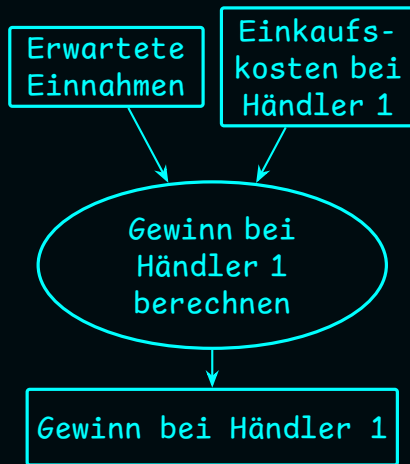 Erwartete
Einnahmen
Einkaufs-
kosten bei
Händler 1
Gewinn bei
Händler 1
berechnen
Gewinn bei Händler 1